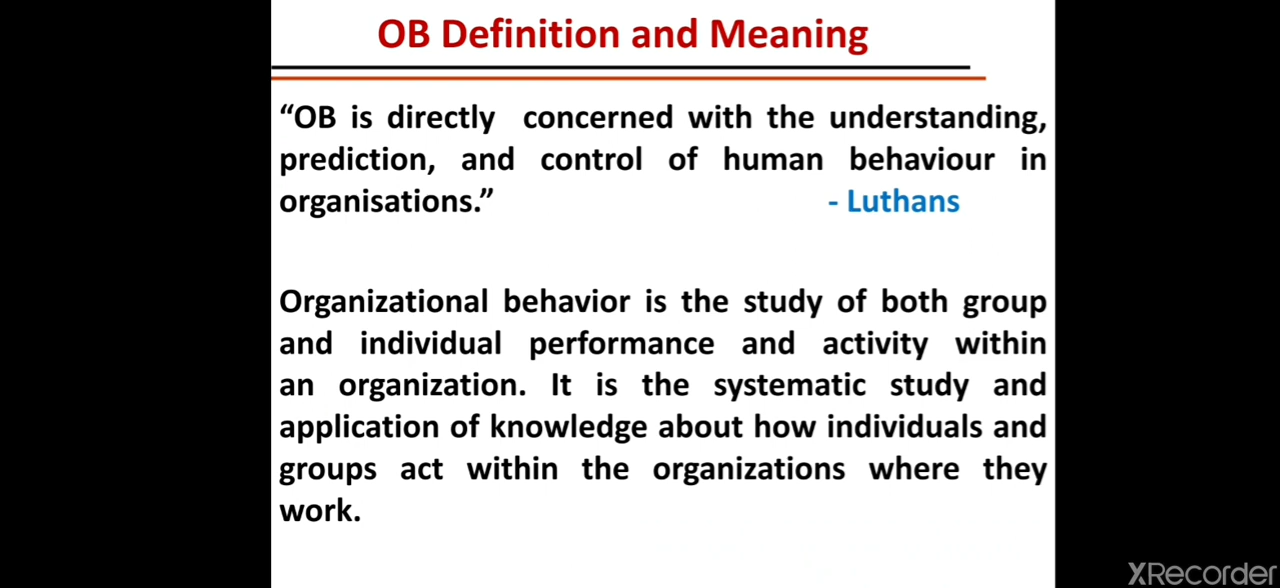 OB Definition and Meaning
“OB is directly concerned with the understanding,
prediction, and control of human behaviour in
organisations.” - Luthans
Organizational behavior is the study of both group
and individual performance and activity within
an organization. It is the systematic study and
application of knowledge about how individuals and
groups act within the organizations where they
work.
XRecorder